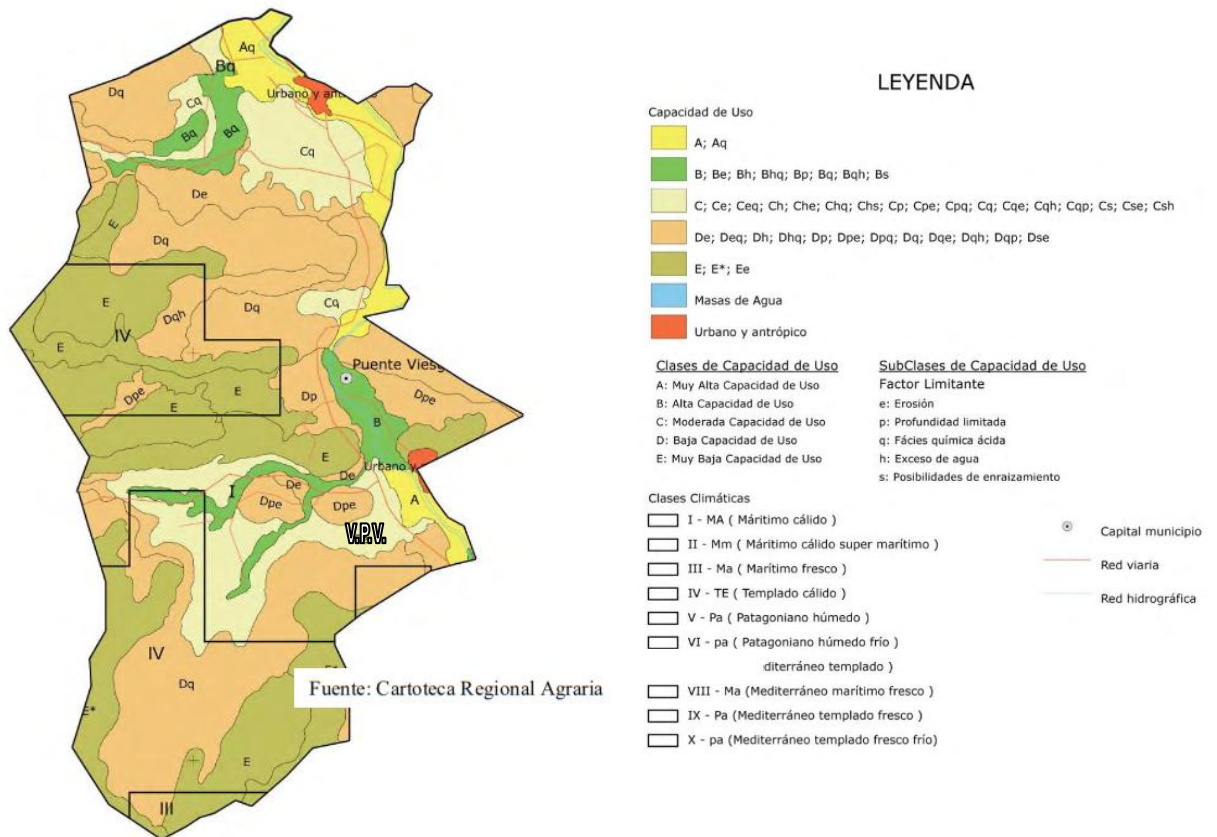 Aq
Bq
Dq
Urbano y
Cq
Bq
Bq
Cq
De
E
Dq
E
Dqh
Dq
Cq
IV
E
Puente Viesg
Dpe
E
E
Dp
Dpe
B
E
Urbano y
De
I
De
Dpe
Dpe
A
V.P.V.
IV
Dq
E*
E
III
Fuente: Cartoteca Regional Agraria
LEYENDA
Capacidad de Uso
A; Aq
B; Be; Bh; Bhq; Bp; Bq; Bqh; Bs
C; Ce; Ceq; Ch; Che; Chq; Chs; Cp; Cpe; Cpq; Cq; Cqe; Cqh; Cqp; Cs; Cse; Csh
De; Deq; Dh; Dhq; Dp; Dpe; Dpq; Dq; Dqe; Dqh; Dqp; Dse
E; E*; Ee
Masas de Agua
Urbano y antrópico
Clases de Capacidad de Uso
A: Muy Alta Capacidad de Uso
B: Alta Capacidad de Uso
C: Moderada Capacidad de Uso
D: Baja Capacidad de Uso
E: Muy Baja Capacidad de Uso
SubClases de Capacidad de Uso
Factor Limitante
e: Erosión
p: Profundidad limitada
q: Fácies química ácida
h: Exceso de agua
s: Posibilidades de enraizamiento
Clases Climáticas
I - MA ( Máritimo cálido )
II - Mm ( Máritimo cálido super marítimo )
III - Ma ( Marítimo fresco )
IV - TE ( Templado cálido )
V - Pa ( Patagoniano húmedo )
VI - pa ( Patagoniano húmedo frío )
diterráneo templado )
VIII - Ma (Mediterráneo marítimo fresco )
IX - Pa (Mediterráneo templado fresco )
X - pa (Mediterráneo templado fresco frío)
Capital municipio
Red viaria
Red hidrográfica